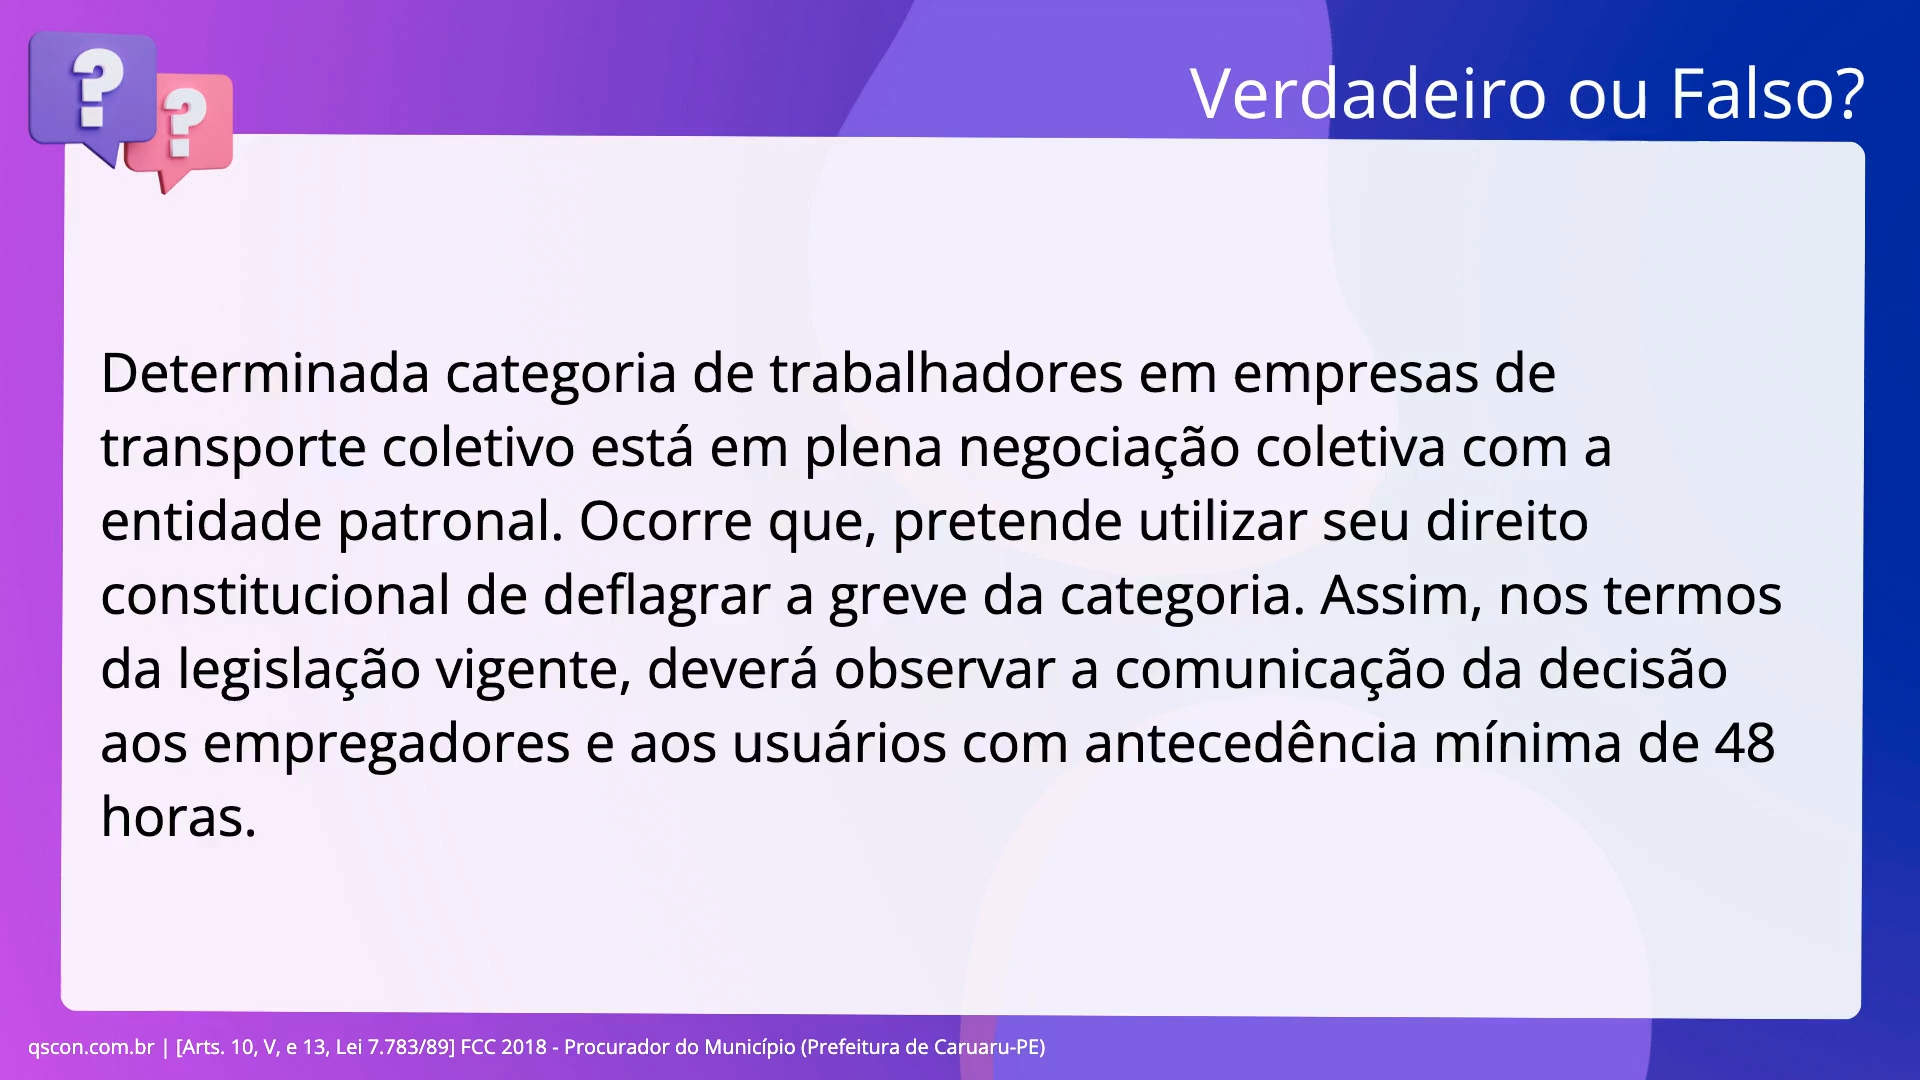 ? ?
Verdadeiro ou Falso?
Determinada categoria de trabalhadores em empresas de
transporte coletivo está em plena negociação coletiva com a
entidade patronal. Ocorre que, pretende utilizar seu direito
constitucional de deflagrar a greve da categoria. Assim, nos termos
da legislação vigente, deverá observar a comunicação da decisão
aos empregadores e aos usuários com antecedência mínima de 48
horas.
qscon.com.br | [Arts. 10, V, e 13, Lei 7.783/89] FCC 2018 - Procurador do Município (Prefeitura de Caruaru-PE)